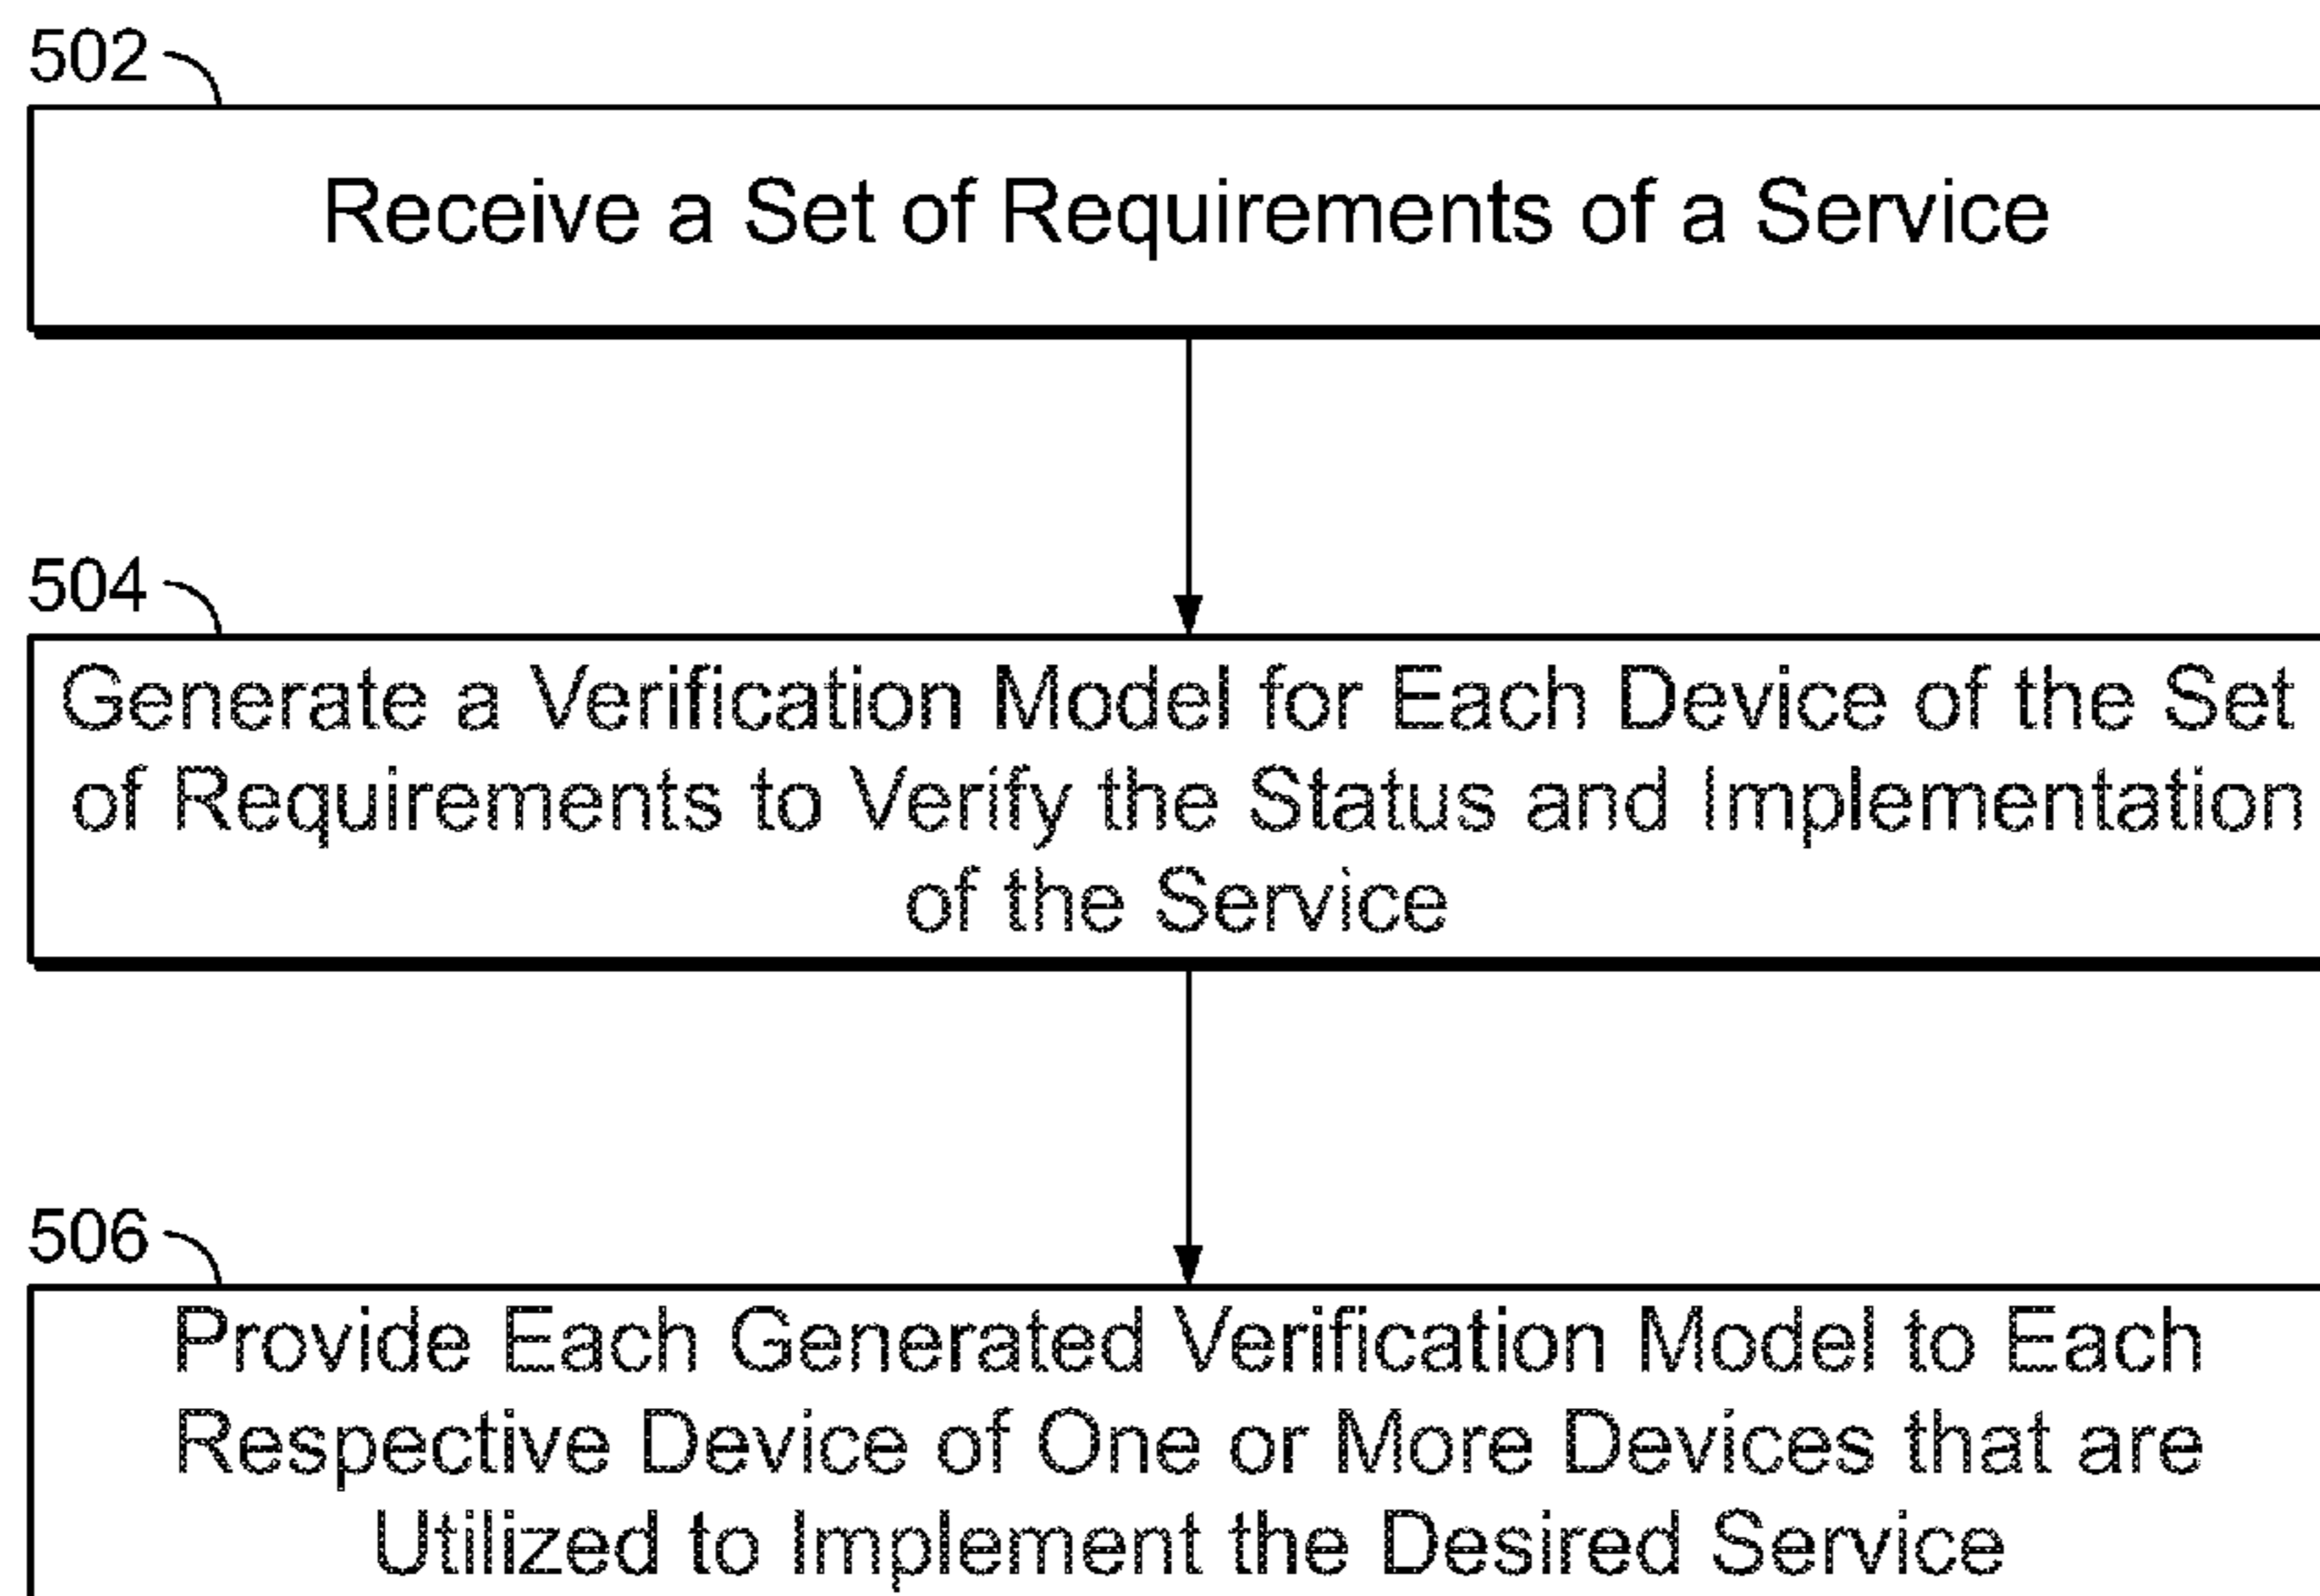 502
Receive a Set of Requirements of a Service
504
Generate a Verification Model for Each Device of the Set
of Requirements to Verify the Status and Implementation
of the Service
506
Provide Each Generated Verification Model to Each
Respective Device of One or More Devices that are
Utilized to Implement the Desired Service